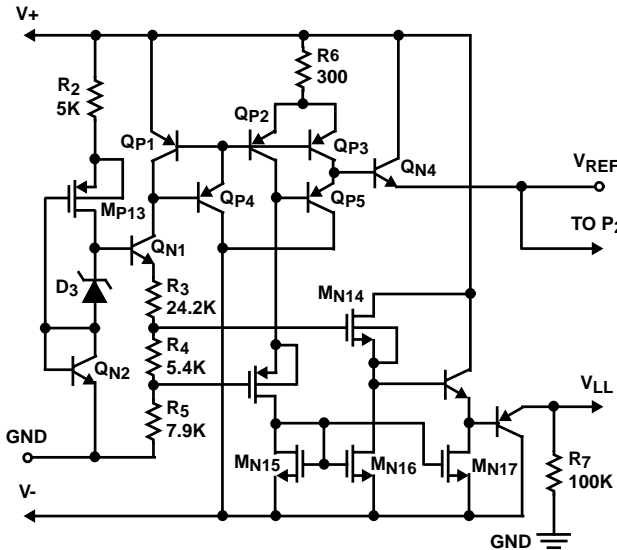 V+
R6
300
R2
5K
QP2
QP1
QP3
QN4
VREF
MP13
QP4
QP5
TO P2
QN1
D3
R3
24.2K
MN14
R4
5.4K
QN2
R5
7.9K
VLL
GND
MN15
MN16
MN17
R7
100K
V-
GND